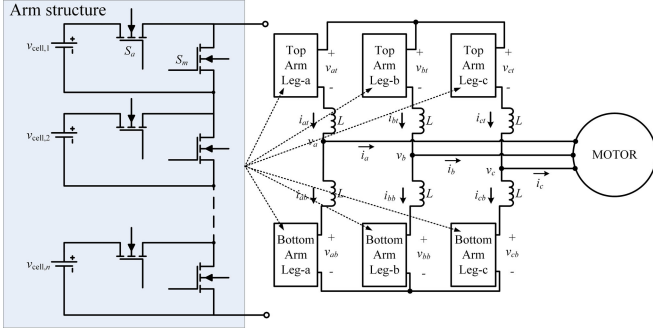 Arm structure
v_cell,1
S_a
S_m
v_cell,2
v_cell,n
Top
Arm
Leg-a
+
v_at
-
Top
Arm
Leg-b
+
v_bt
-
Top
Arm
Leg-c
+
v_ct
-
i_at
L
i_bt
L
i_ct
L
v_a
i_a
v_b
i_b
v_c
i_c
MOTOR
i_ab
L
i_bb
L
i_cb
L
Bottom
Arm
Leg-a
+
v_ab
-
Bottom
Arm
Leg-b
+
v_bb
-
Bottom
Arm
Leg-c
+
v_cb
-